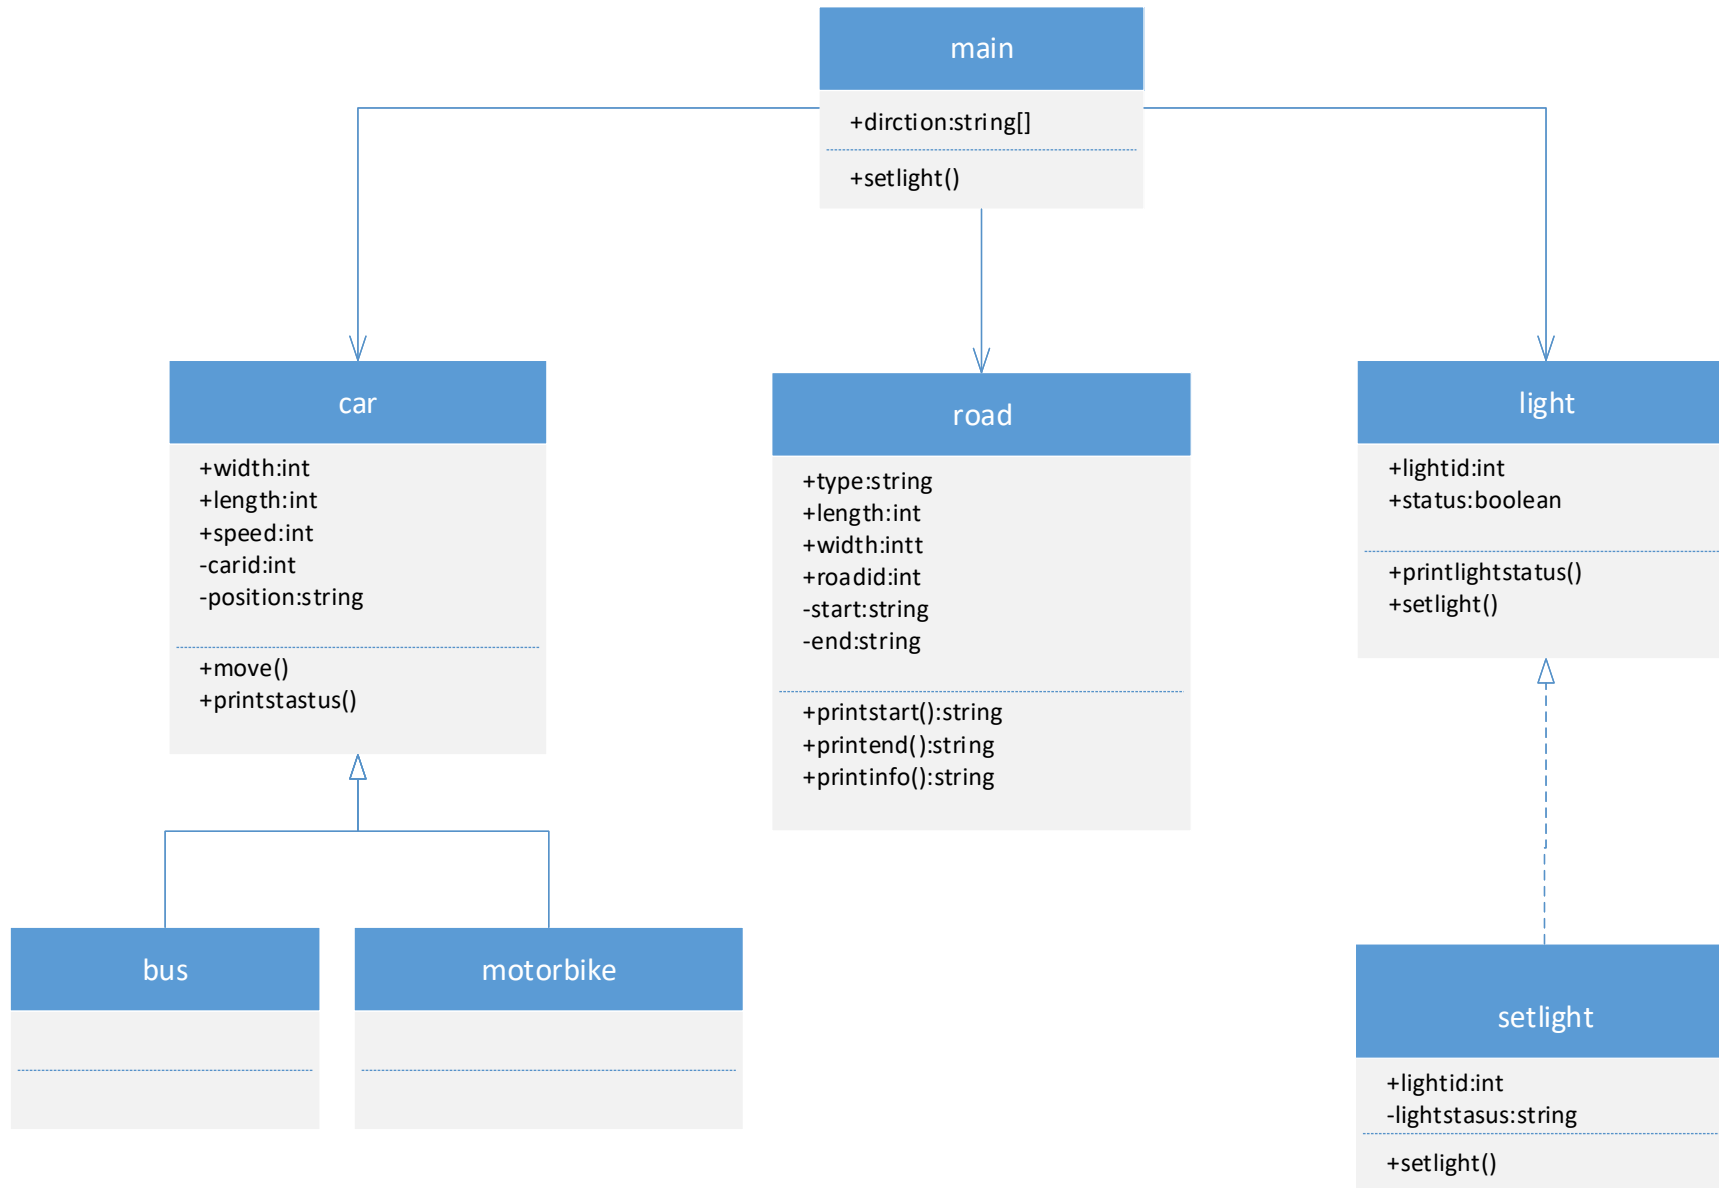 main
+dirction:string[]
+setlight()
car
+width:int
+length:int
+speed:int
-carid:int
-position:string
+move()
+printstastus()
road
+type:string
+length:int
+width:intt
+roadid:int
-start:string
-end:string
+printstart():string
+printend():string
+printinfo():string
light
+lightid:int
+status:boolean
+printlightstatus()
+setlight()
bus
motorbike
setlight
+lightid:int
-lightstasus:string
+setlight()